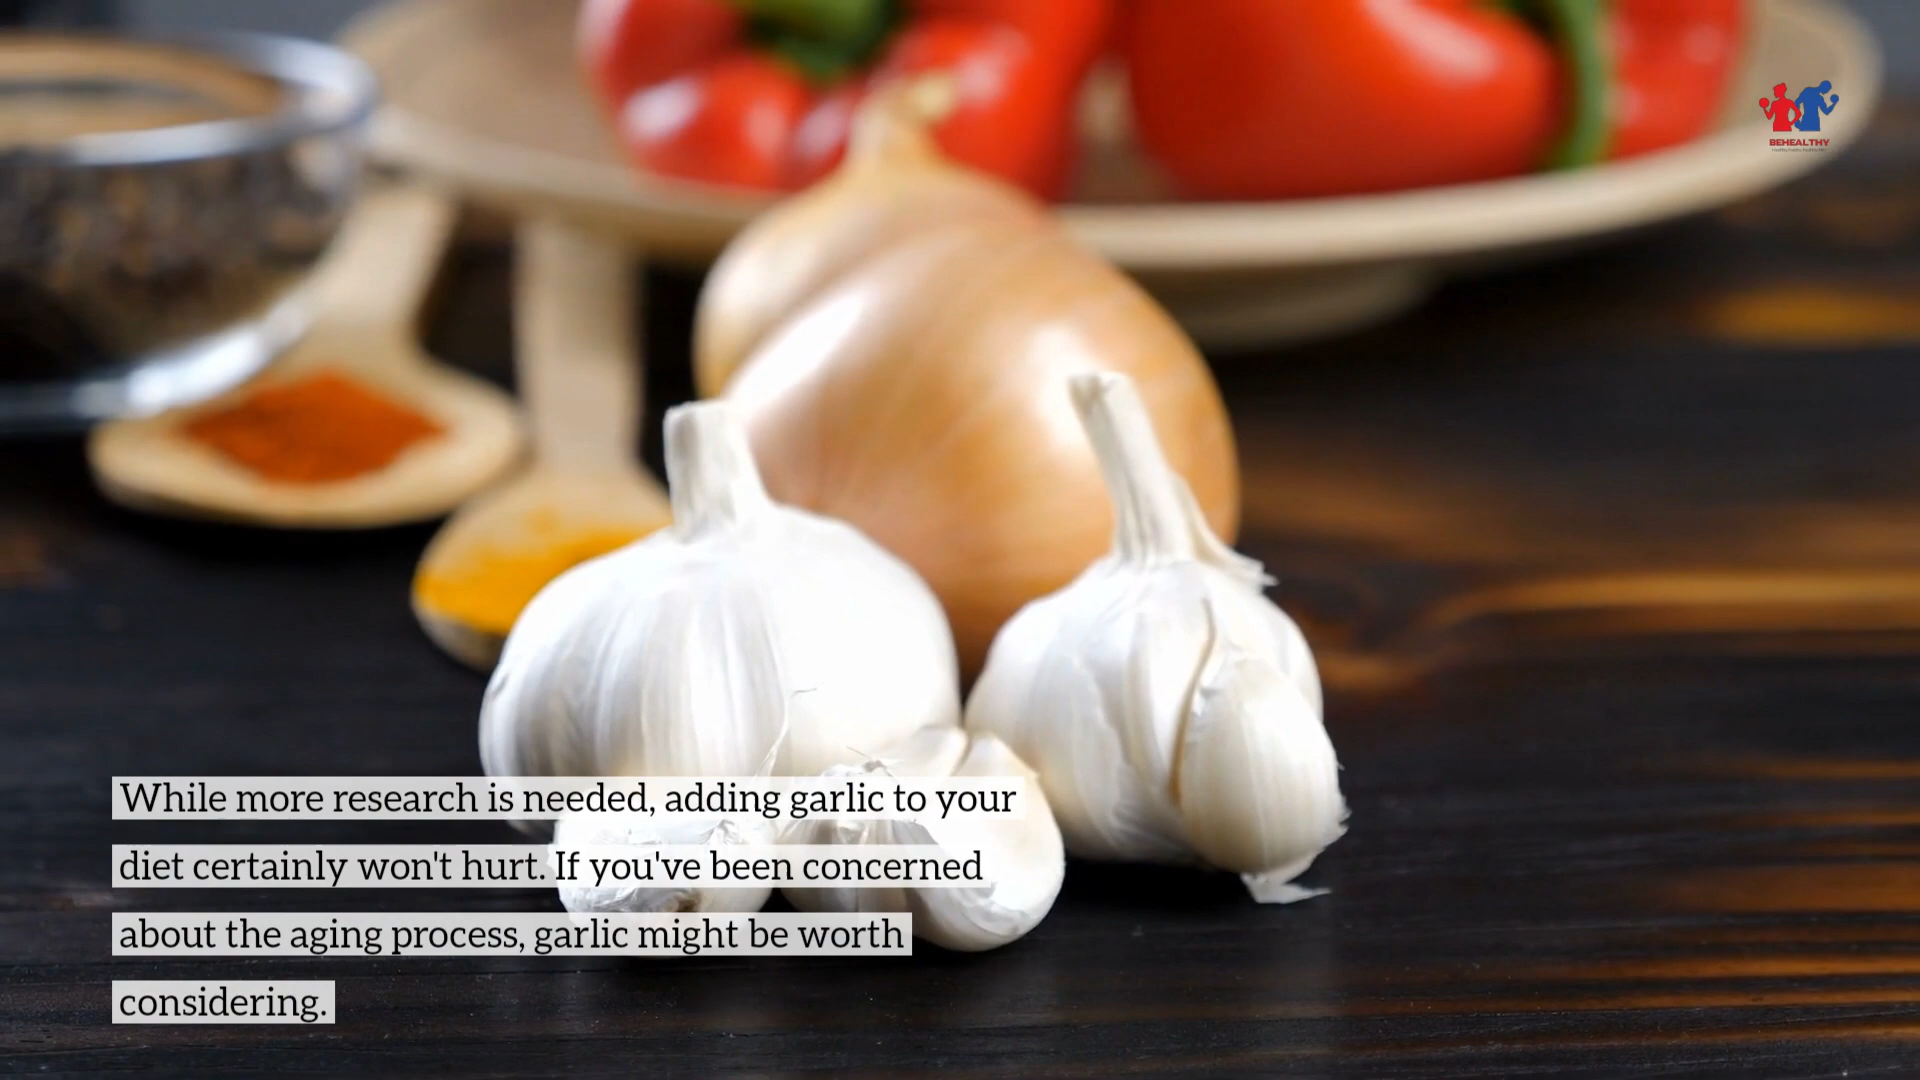 BEHEALTHY
While more research is needed, adding garlic to your
diet certainly won't hurt. If you've been concerned
about the aging process, garlic might be worth
considering.